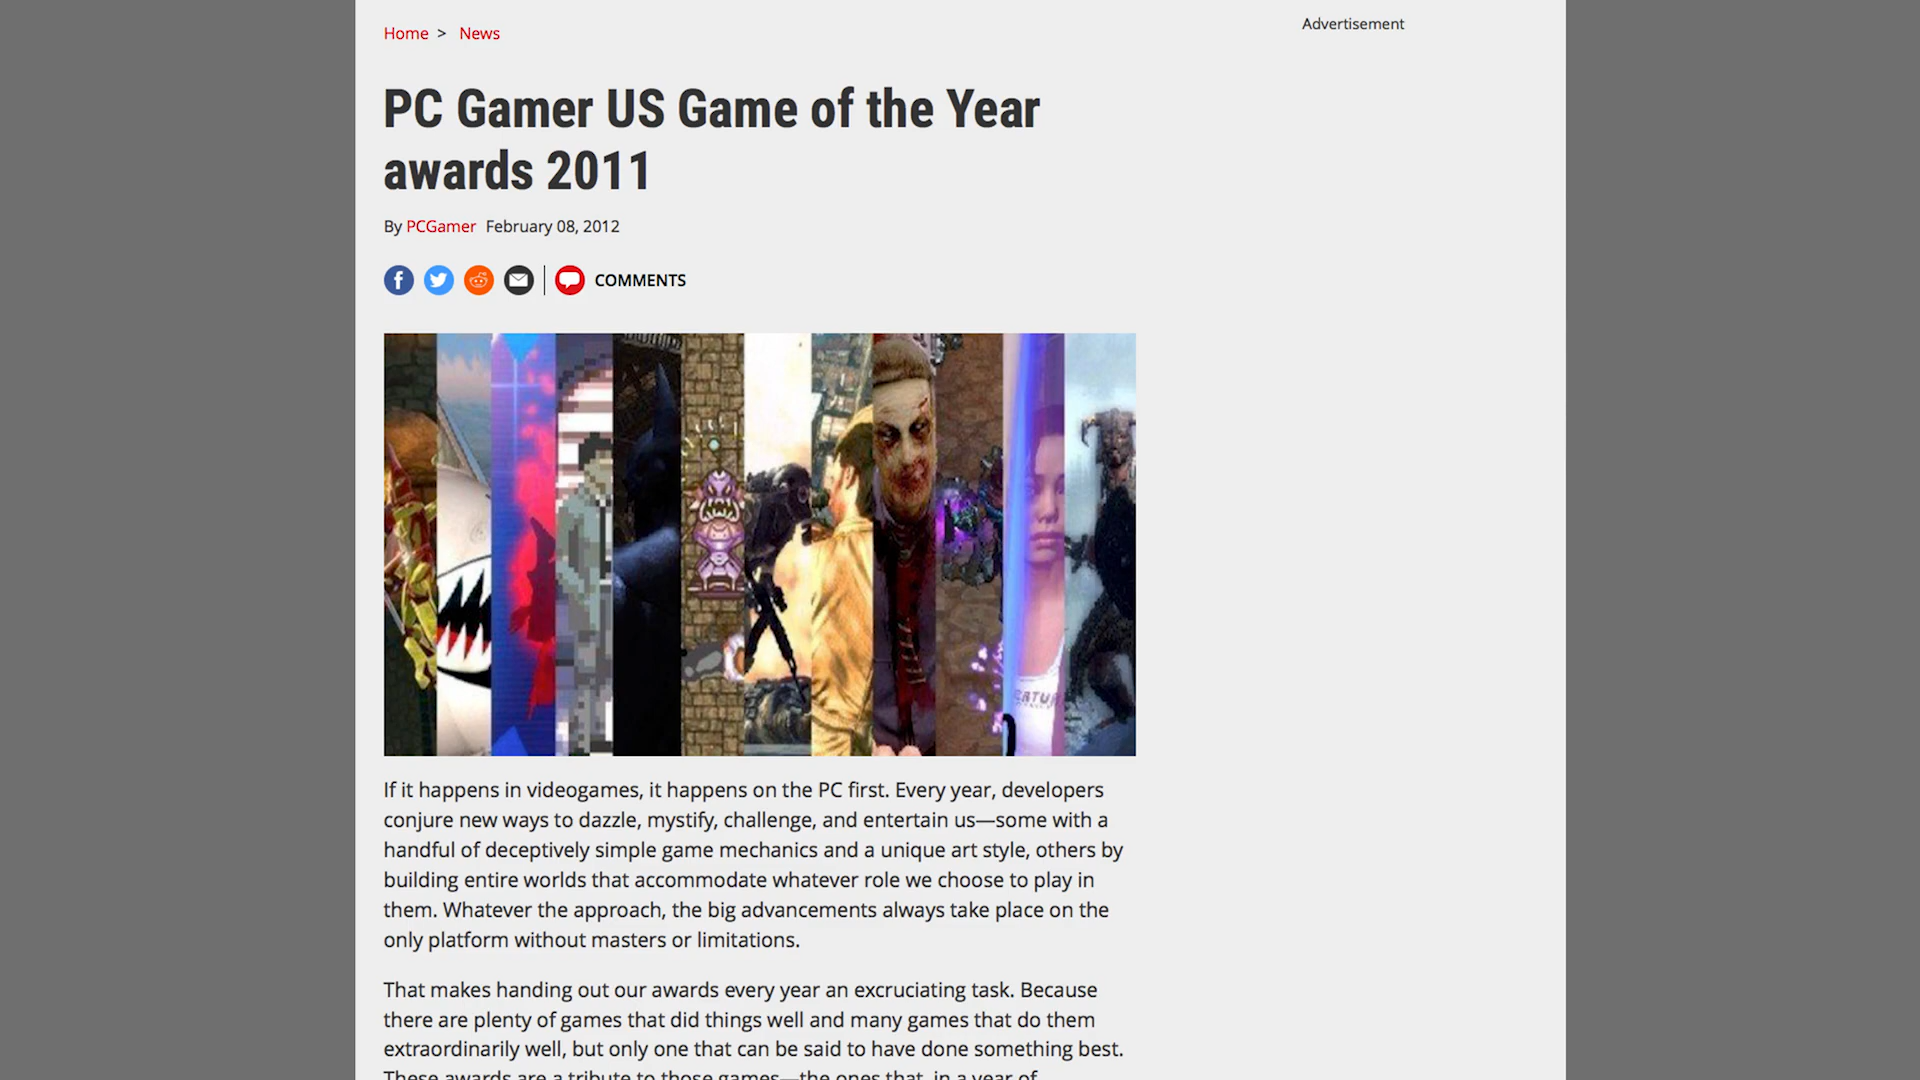 Home > News
Advertisement
PC Gamer US Game of the Year
awards 2011
By PCGamer February 08, 2012
COMMENTS
If it happens in videogames, it happens on the PC first. Every year, developers
conjure new ways to dazzle, mystify, challenge, and entertain us—some with a
handful of deceptively simple game mechanics and a unique art style, others by
building entire worlds that accommodate whatever role we choose to play in
them. Whatever the approach, the big advancements always take place on the
only platform without masters or limitations.
That makes handing out our awards every year an excruciating task. Because
there are plenty of games that did things well and many games that do them
extraordinarily well, but only one that can be said to have done something best.
These awards are a tribute to those games—the ones that, in a year of